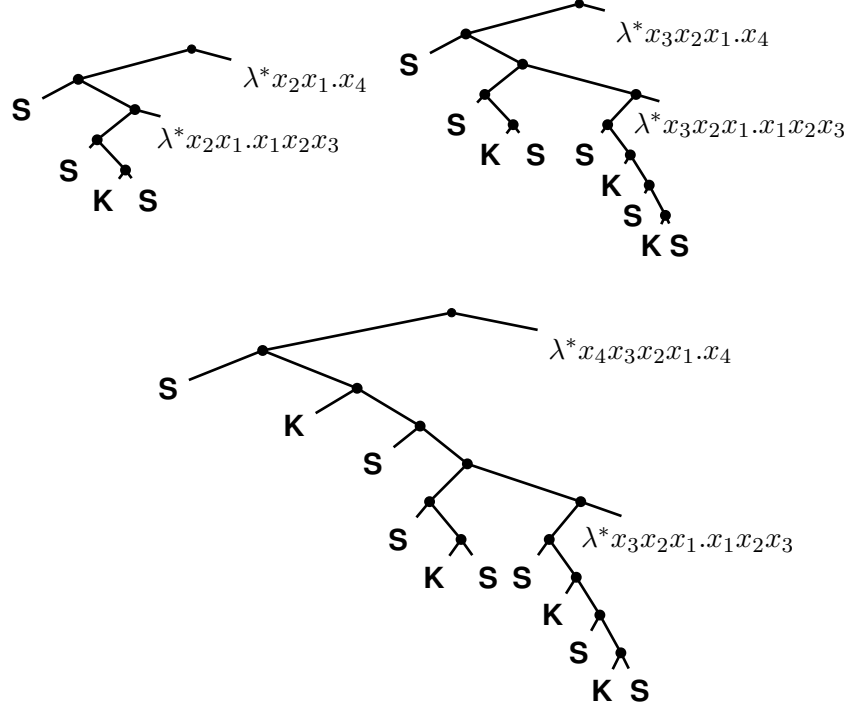 λ*x₃x₂x₁.x₄
S
λ*x₂x₁.x₄
S
λ*x₂x₁.x₁x₂x₃
S
K S
S
λ*x₃x₂x₁.x₁x₂x₃
K S
S
K
S
K S
λ*x₄x₃x₂x₁.x₄
S
K
S
S
λ*x₃x₂x₁.x₁x₂x₃
K S
S
K
S
K S